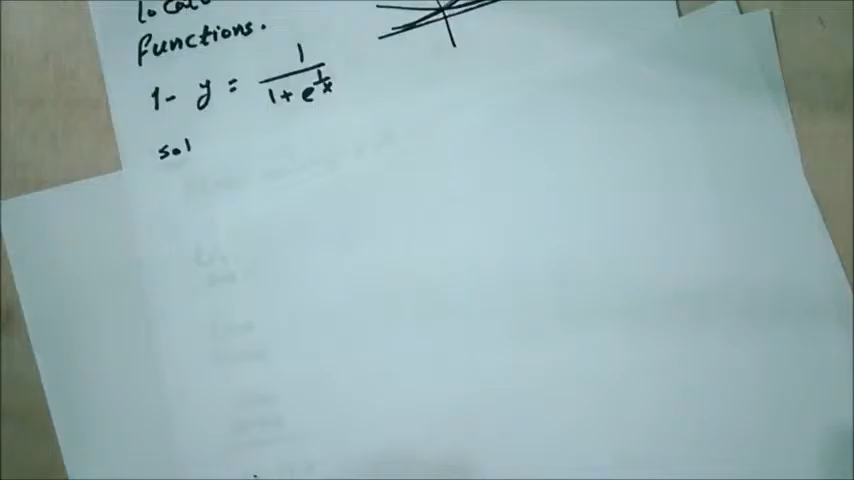 functions.
1- y = 1/(1 + e^(1/x))
sol